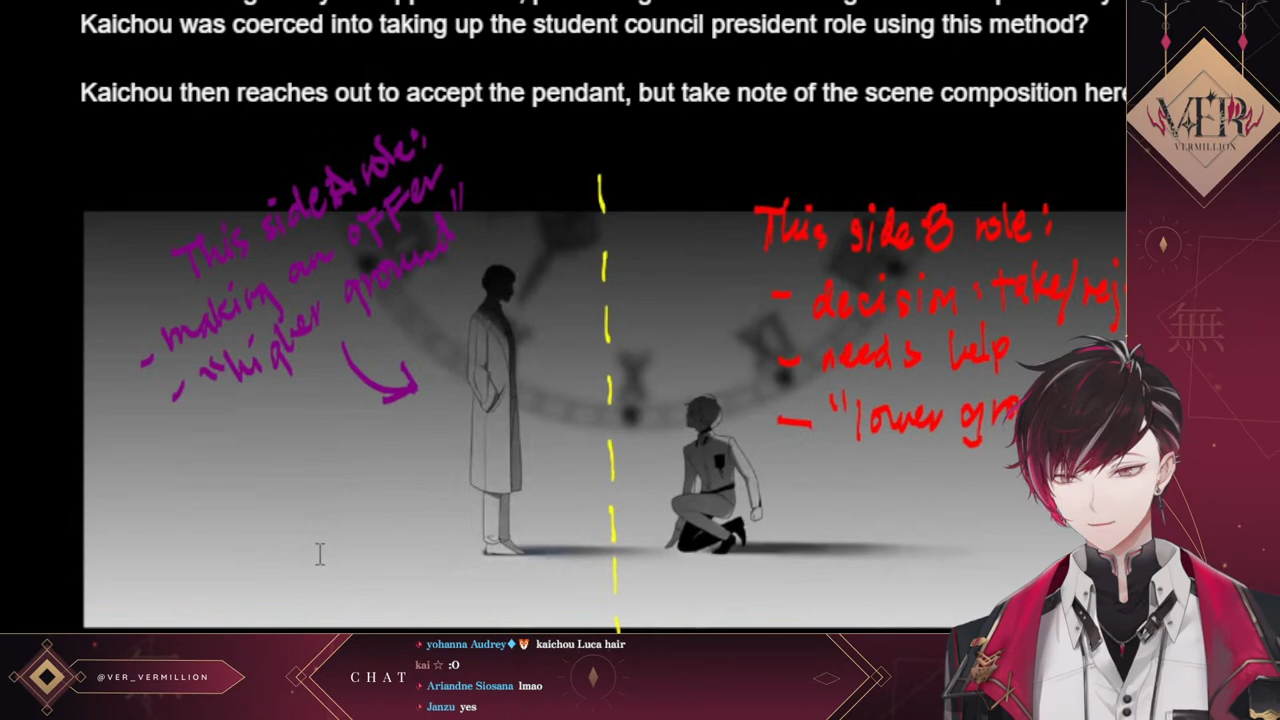 Kaichou was coerced into taking up the student council president role using this method?
Kaichou then reaches out to accept the pendant, but take note of the scene composition here
This side A role:
- making an offer
- "higher ground"
This side B role:
- decision: take/rej
- needs help
- "lower gro
VER
VERMILLION
無
@VER_VERMILLION
CHAT
yohanna Audrey kaichou Luca hair
kai ☆ :O
Ariandne Siosana lmao
Janzu yes